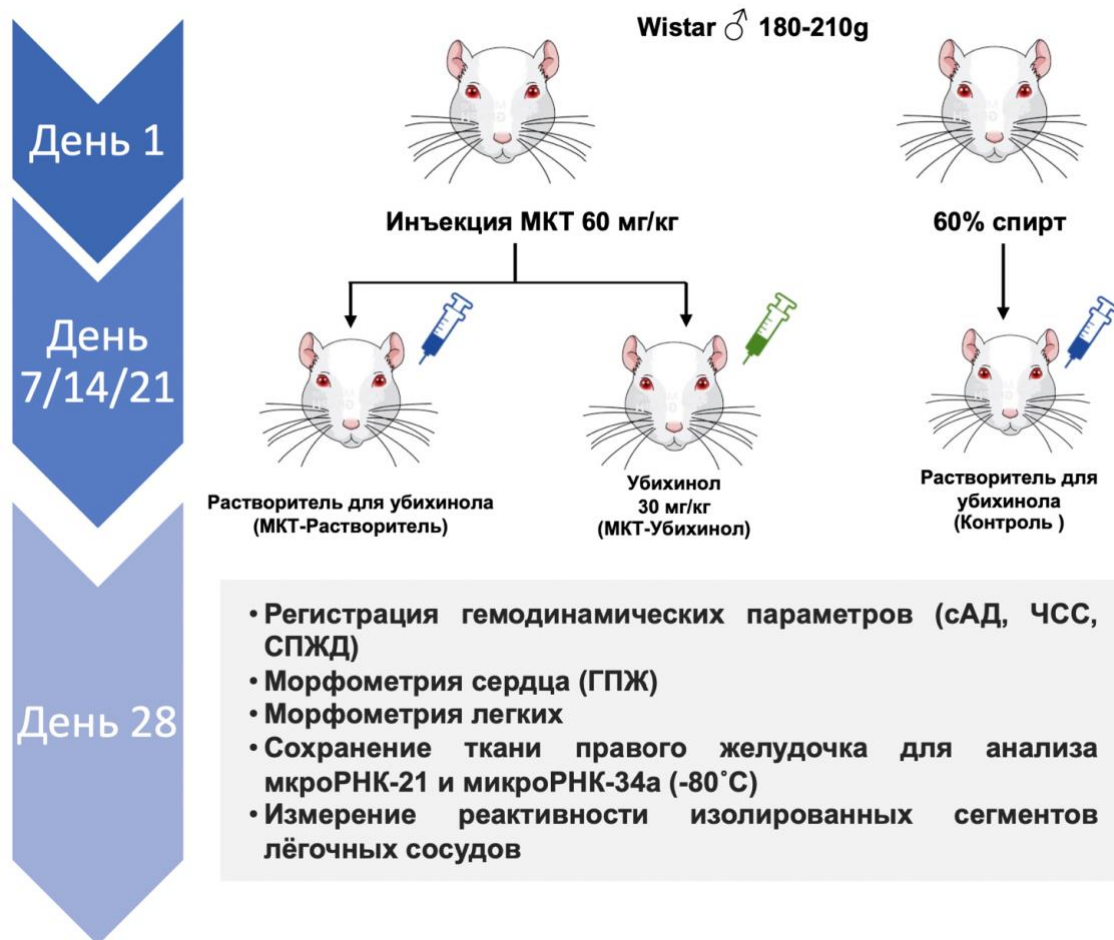 Wistar ♂ 180-210g
День 1
Инъекция МКТ 60 мг/кг
60% спирт
День
7/14/21
Растворитель для убихинола
(МКТ-Растворитель)
Убихинол
30 мг/кг
(МКТ-Убихинол)
Растворитель для
убихинола
(Контроль )
День 28
• Регистрация гемодинамических параметров (сАД, ЧСС,
СПЖД)
• Морфометрия сердца (ГПЖ)
• Морфометрия легких
• Сохранение ткани правого желудочка для анализа
мкроРНК-21 и микроРНК-34а (-80˚С)
• Измерение реактивности изолированных сегментов
лёгочных сосудов